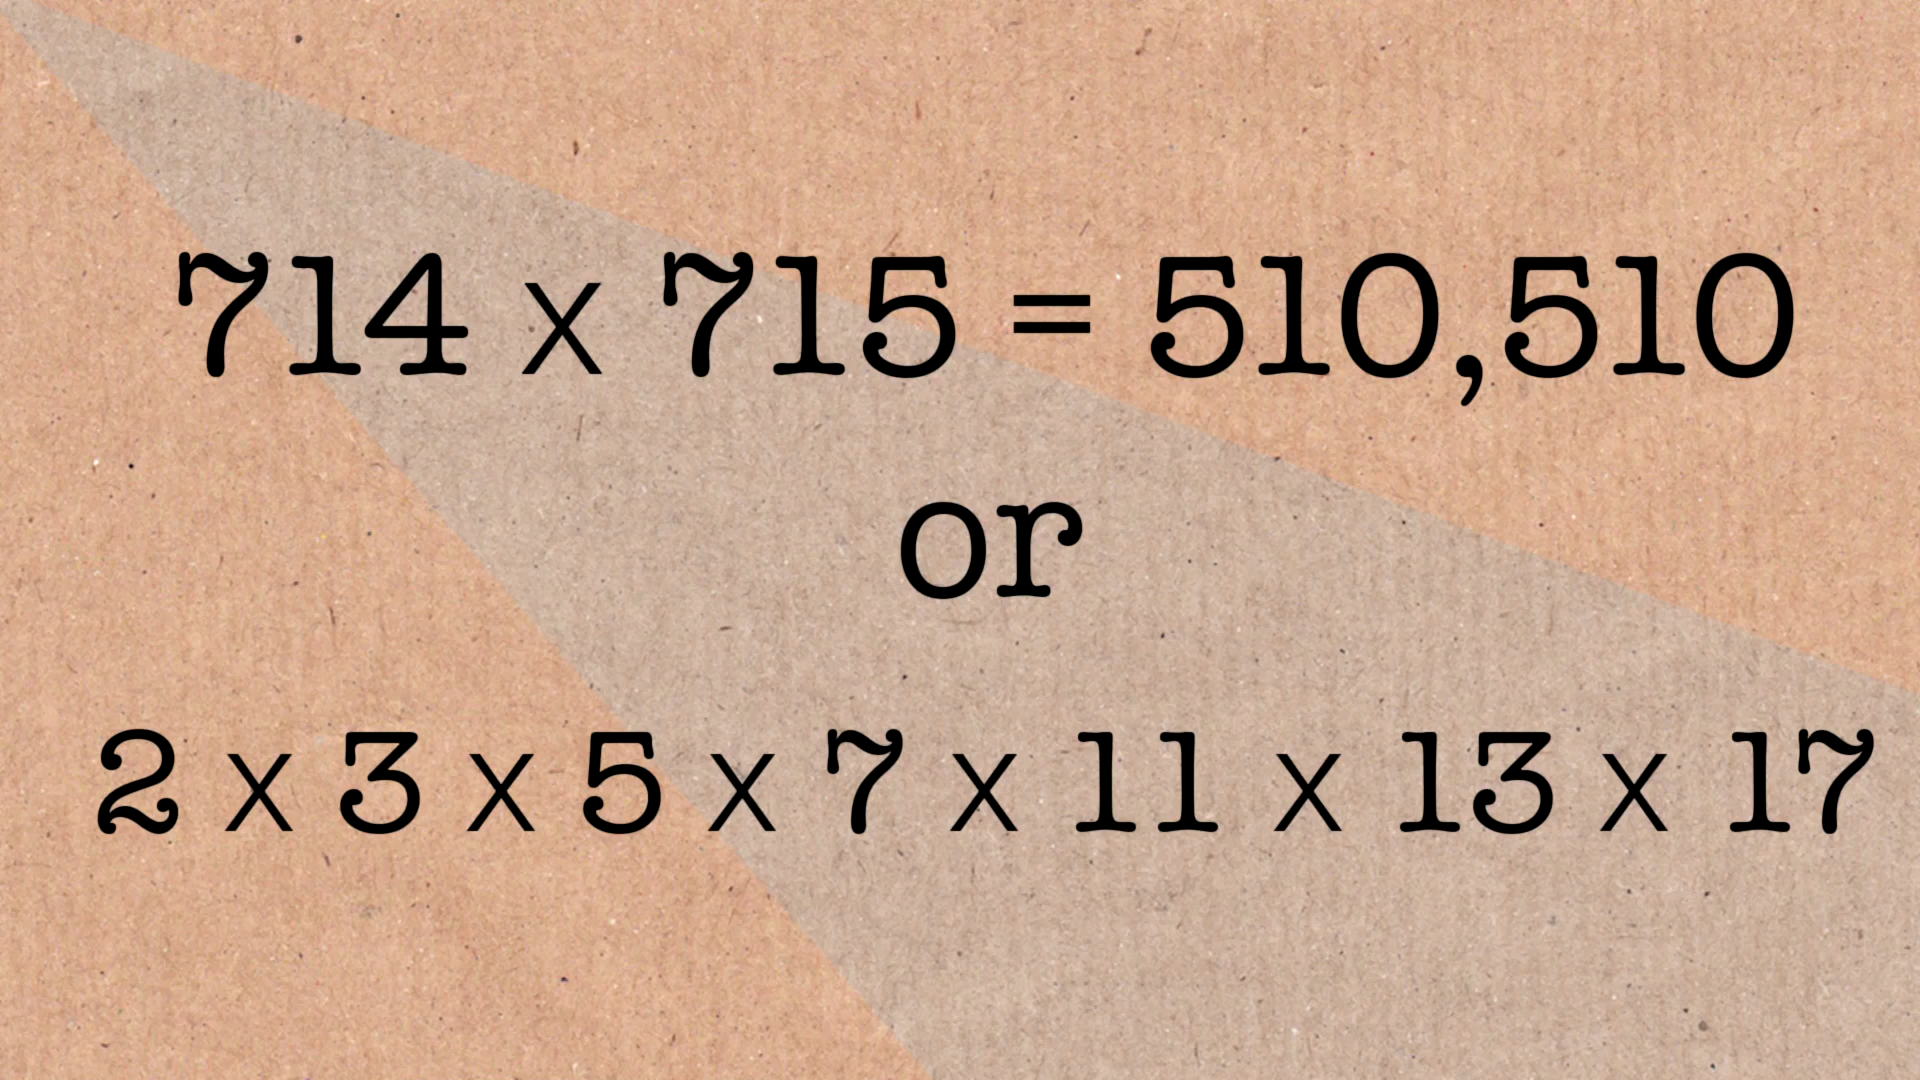 714 x 715 = 510,510
or
2 x 3 x 5 x 7 x 11 x 13 x 17